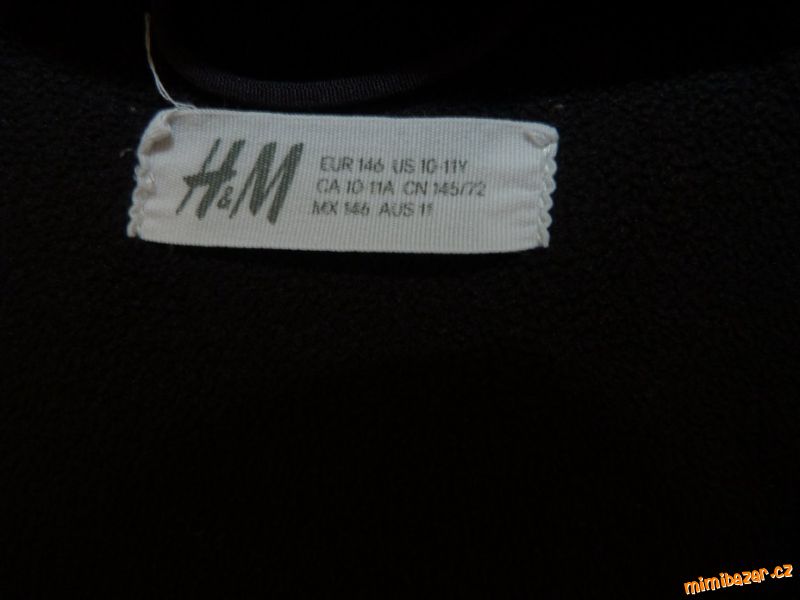 H&M
EUR 146 US 10-11Y
CA 10-11A CN 145/72
MX 146 AUS 11
mimibazar.cz